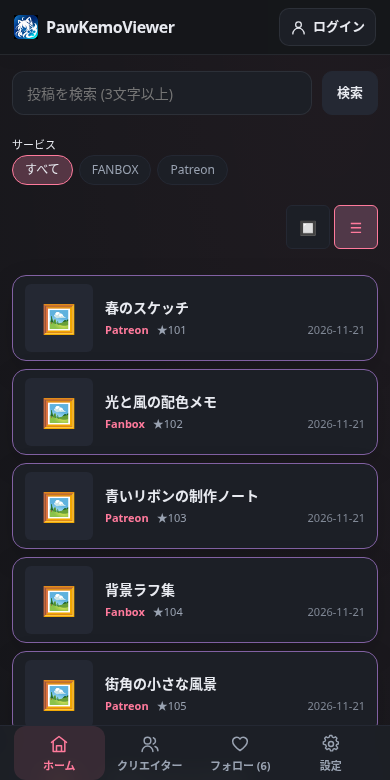 PawKemoViewer
ログイン
投稿を検索 (3文字以上)
検索
サービス
すべて
FANBOX
Patreon
春のスケッチ
Patreon ★101 2026-11-21
光と風の配色メモ
Fanbox ★102 2026-11-21
青いリボンの制作ノート
Patreon ★103 2026-11-21
背景ラフ集
Fanbox ★104 2026-11-21
街角の小さな風景
Patreon ★105 2026-11-21
ホーム
クリエイター
フォロー (6)
設定